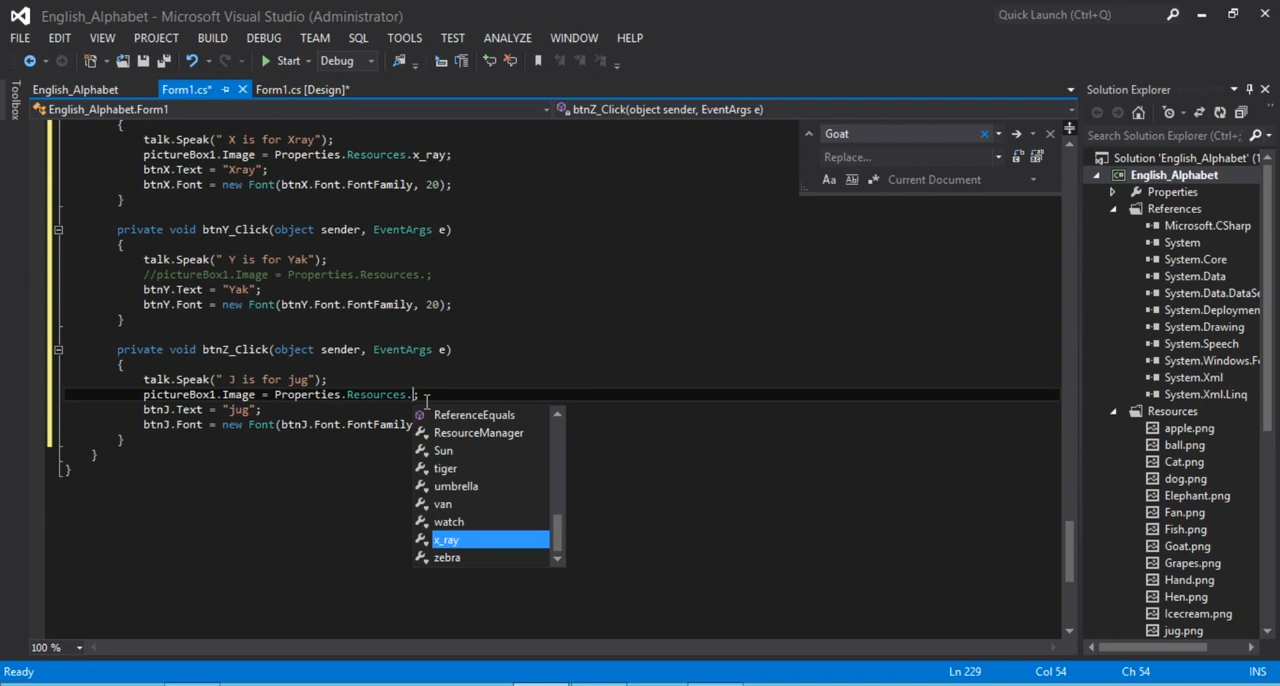 English_Alphabet - Microsoft Visual Studio (Administrator)
Quick Launch (Ctrl+Q)
FILE EDIT VIEW PROJECT BUILD DEBUG TEAM SQL TOOLS TEST ANALYZE WINDOW HELP
Start Debug
Toolbox
English_Alphabet Form1.cs* Form1.cs [Design]*
English_Alphabet.Form1 btnZ_Click(object sender, EventArgs e)
{
talk.Speak(" X is for Xray");
pictureBox1.Image = Properties.Resources.x_ray;
btnX.Text = "Xray";
btnX.Font = new Font(btnX.Font.FontFamily, 20);
}
private void btnY_Click(object sender, EventArgs e)
{
talk.Speak(" Y is for Yak");
//pictureBox1.Image = Properties.Resources.;
btnY.Text = "Yak";
btnY.Font = new Font(btnY.Font.FontFamily, 20);
}
private void btnZ_Click(object sender, EventArgs e)
{
talk.Speak(" J is for jug");
pictureBox1.Image = Properties.Resources.;
btnJ.Text = "jug";
btnJ.Font = new Font(btnJ.Font.FontFamily
}
}
}
ReferenceEquals
ResourceManager
Sun
tiger
umbrella
van
watch
x_ray
zebra
Goat
Replace...
Aa Ab Current Document
Solution Explorer
Search Solution Explorer (Ctrl+;
Solution 'English_Alphabet' (1
English_Alphabet
Properties
References
Microsoft.CSharp
System
System.Core
System.Data
System.Data.DataSe
System.Deploymen
System.Drawing
System.Speech
System.Windows.Fo
System.Xml
System.Xml.Linq
Resources
apple.png
ball.png
Cat.png
dog.png
Elephant.png
Fan.png
Fish.png
Goat.png
Grapes.png
Hand.png
Hen.png
Icecream.png
jug.png
100 %
Ready Ln 229 Col 54 Ch 54 INS